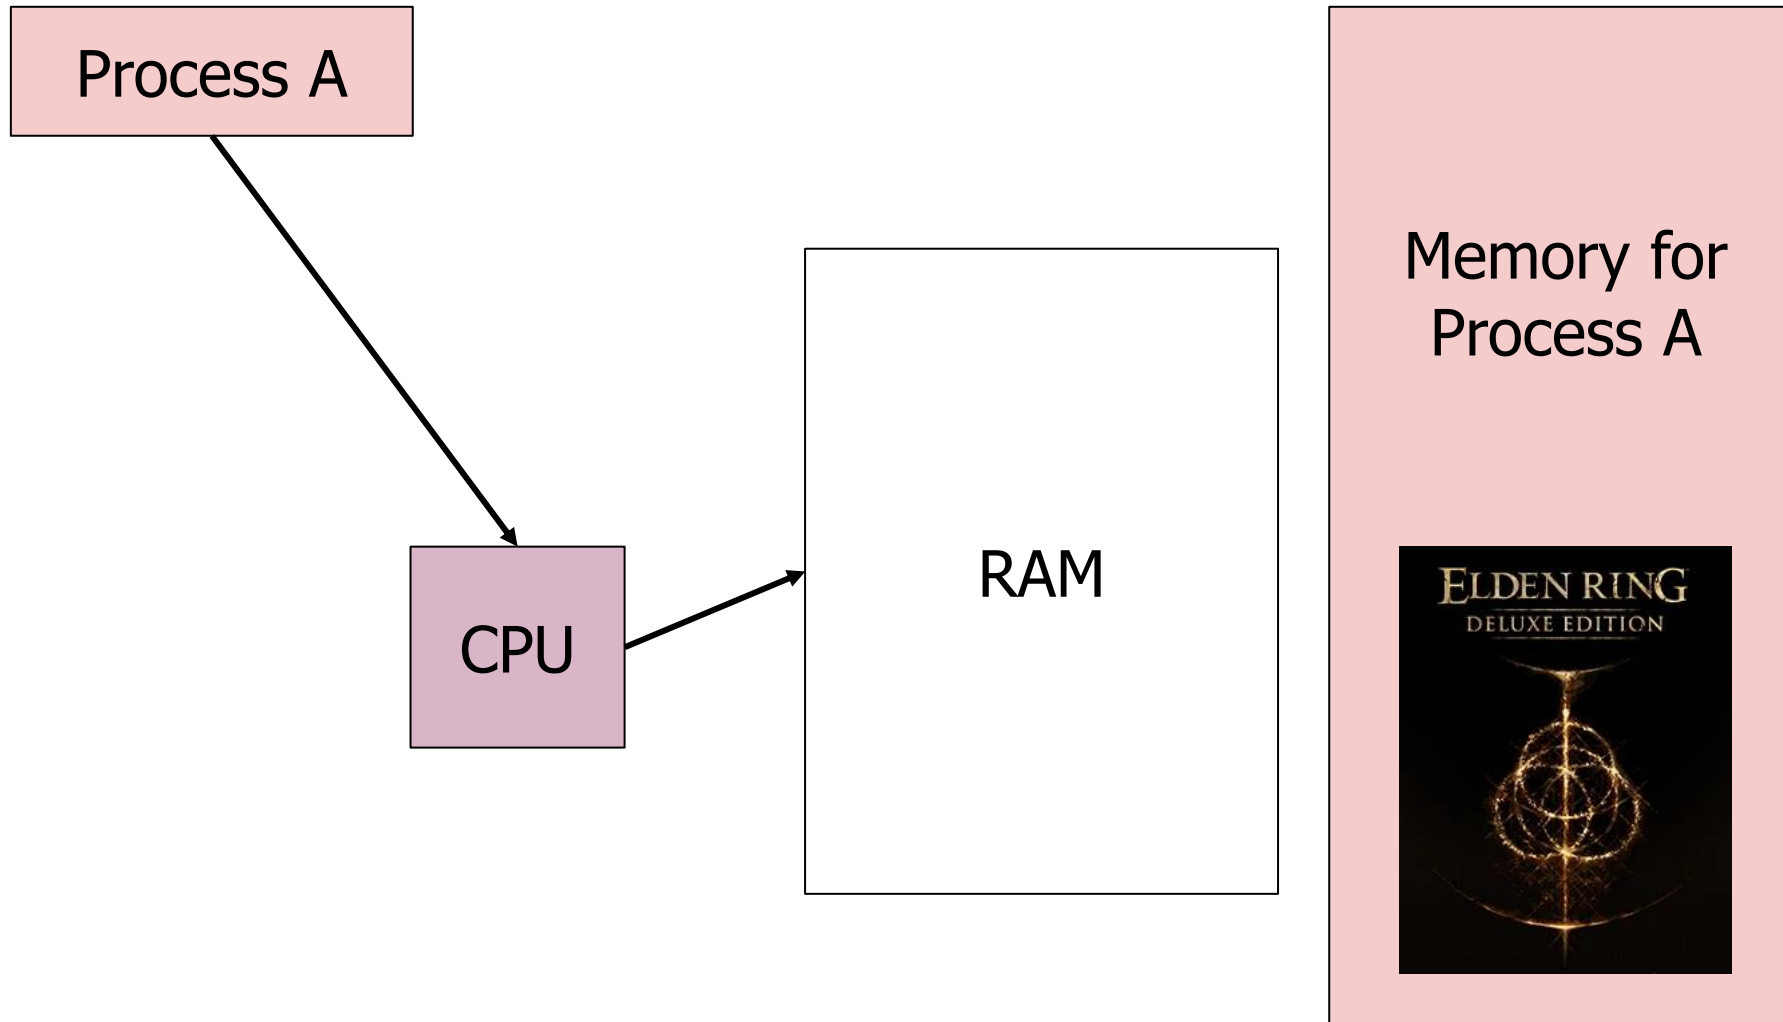 Process A
Memory for
Process A
RAM
CPU
ELDEN RING
DELUXE EDITION